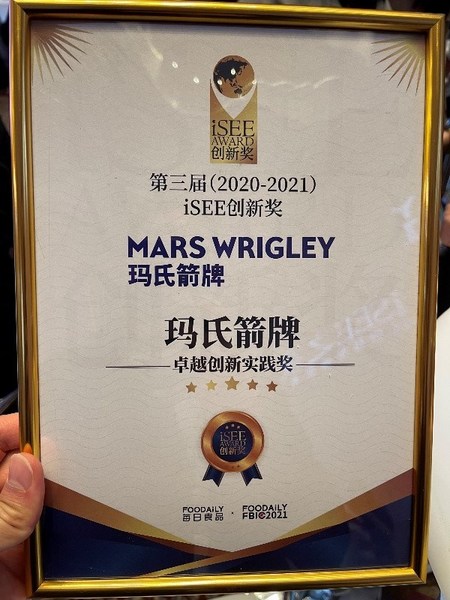 iSEE
AWARD
创新奖
第三届(2020-2021)
iSEE创新奖
MARS WRIGLEY
玛氏箭牌
玛氏箭牌
卓越创新实践奖
iSEE
AWARD
创新奖
FOODAILY
每日食品
FOODAILY
FBIC2021